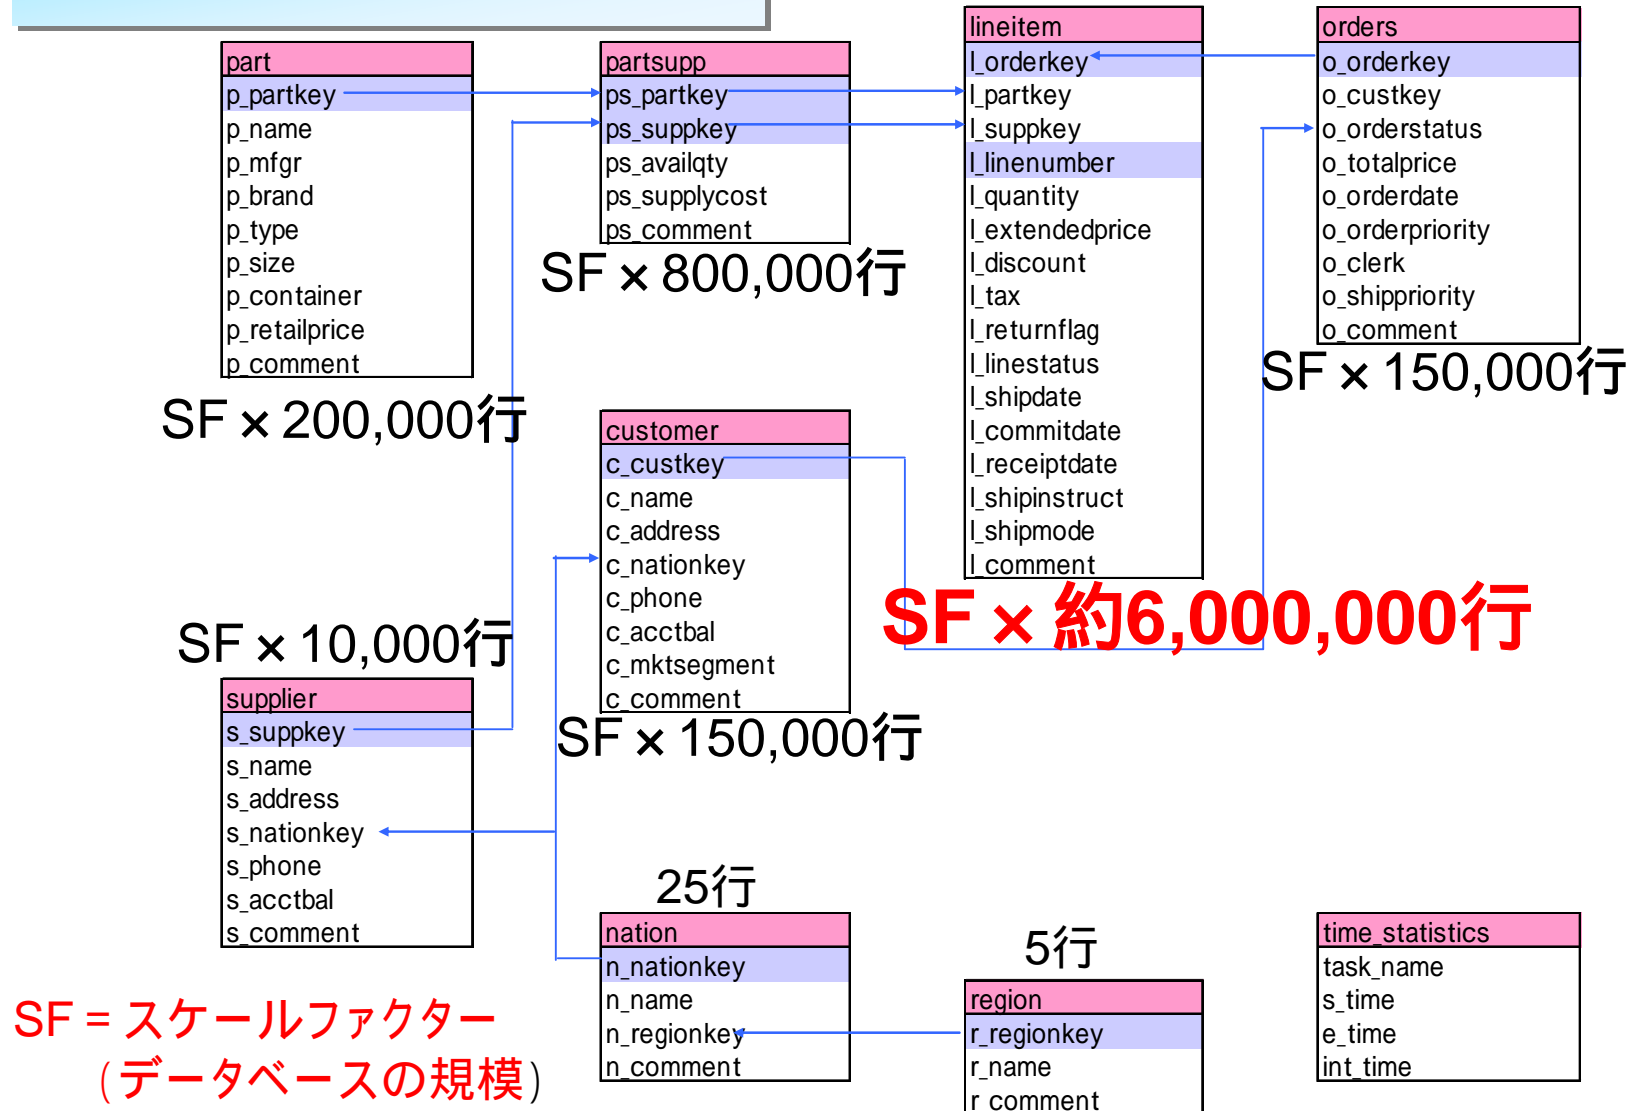 part
p_partkey
p_name
p_mfgr
p_brand
p_type
p_size
p_container
p_retailprice
p_comment
SF × 200,000行
partsupp
ps_partkey
ps_suppkey
ps_availqty
ps_supplycost
ps_comment
SF × 800,000行
lineitem
l_orderkey
l_partkey
l_suppkey
l_linenumber
l_quantity
l_extendedprice
l_discount
l_tax
l_returnflag
l_linestatus
l_shipdate
l_commitdate
l_receiptdate
l_shipinstruct
l_shipmode
l_comment
SF × 約6,000,000行
orders
o_orderkey
o_custkey
o_orderstatus
o_totalprice
o_orderdate
o_orderpriority
o_clerk
o_shippriority
o_comment
SF × 150,000行
customer
c_custkey
c_name
c_address
c_nationkey
c_phone
c_acctbal
c_mktsegment
c_comment
SF × 150,000行
SF × 10,000行
supplier
s_suppkey
s_name
s_address
s_nationkey
s_phone
s_acctbal
s_comment
25行
nation
n_nationkey
n_name
n_regionkey
n_comment
5行
region
r_regionkey
r_name
r_comment
time_statistics
task_name
s_time
e_time
int_time
SF = スケールファクター
(データベースの規模)